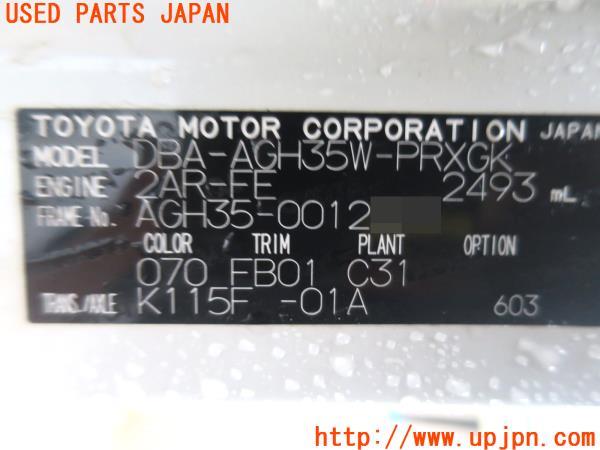 USED PARTS JAPAN
TOYOTA MOTOR CORPORATION JAPAN
MODEL DBA-AGH35W-PRXGK
ENGINE 2AR-FE 2493 mL
FRAME No. AGH35-0012
COLOR TRIM PLANT OPTION
070 FB01 C31
TRANS./AXLE K115F -01A 603
http://www.upjpn.com/